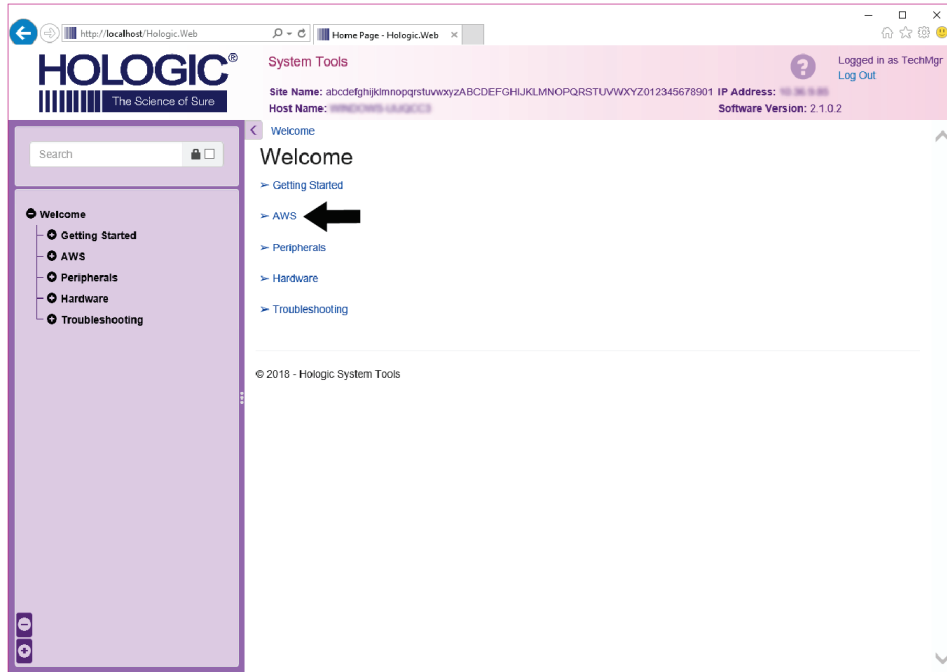 http://localhost/Hologic.Web
Home Page - Hologic.Web
HOLOGIC®
The Science of Sure
System Tools
Logged in as TechMgr
Log Out
Site Name: abcdefghijklmnopqrstuvwxyzABCDEFGHIJKLMNOPQRSTUVWXYZ012345678901 IP Address:
Host Name:
Software Version: 2.1.0.2
Search
Welcome
Getting Started
AWS
Peripherals
Hardware
Troubleshooting
Welcome
Welcome
➢ Getting Started
➢ AWS
➢ Peripherals
➢ Hardware
➢ Troubleshooting
© 2018 - Hologic System Tools